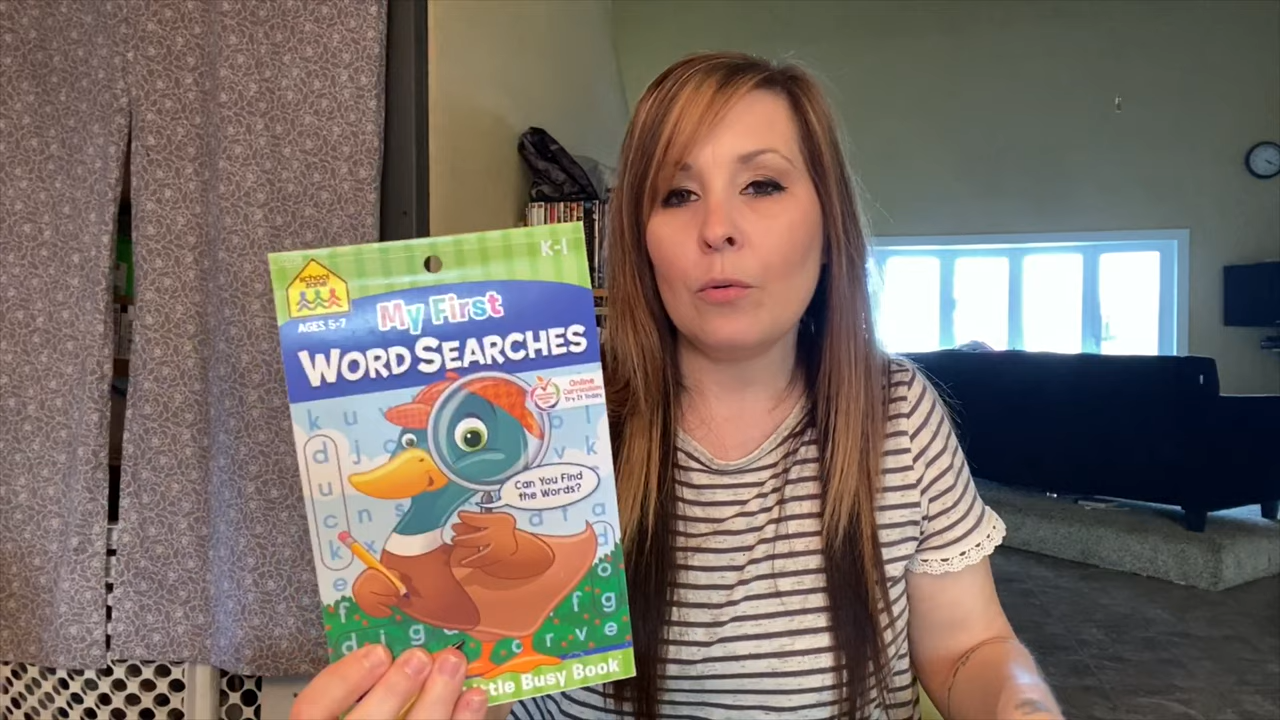 K-1
school
zone
AGES 5-7
My First
WORD SEARCHES
Online
Curriculum
Try It Today
Can You Find
the Words?
k u v
d j c
u
c n s
k x
e
f
d i g
o l
v k
d f a
d
o
f g
c r v e
ttle Busy Book